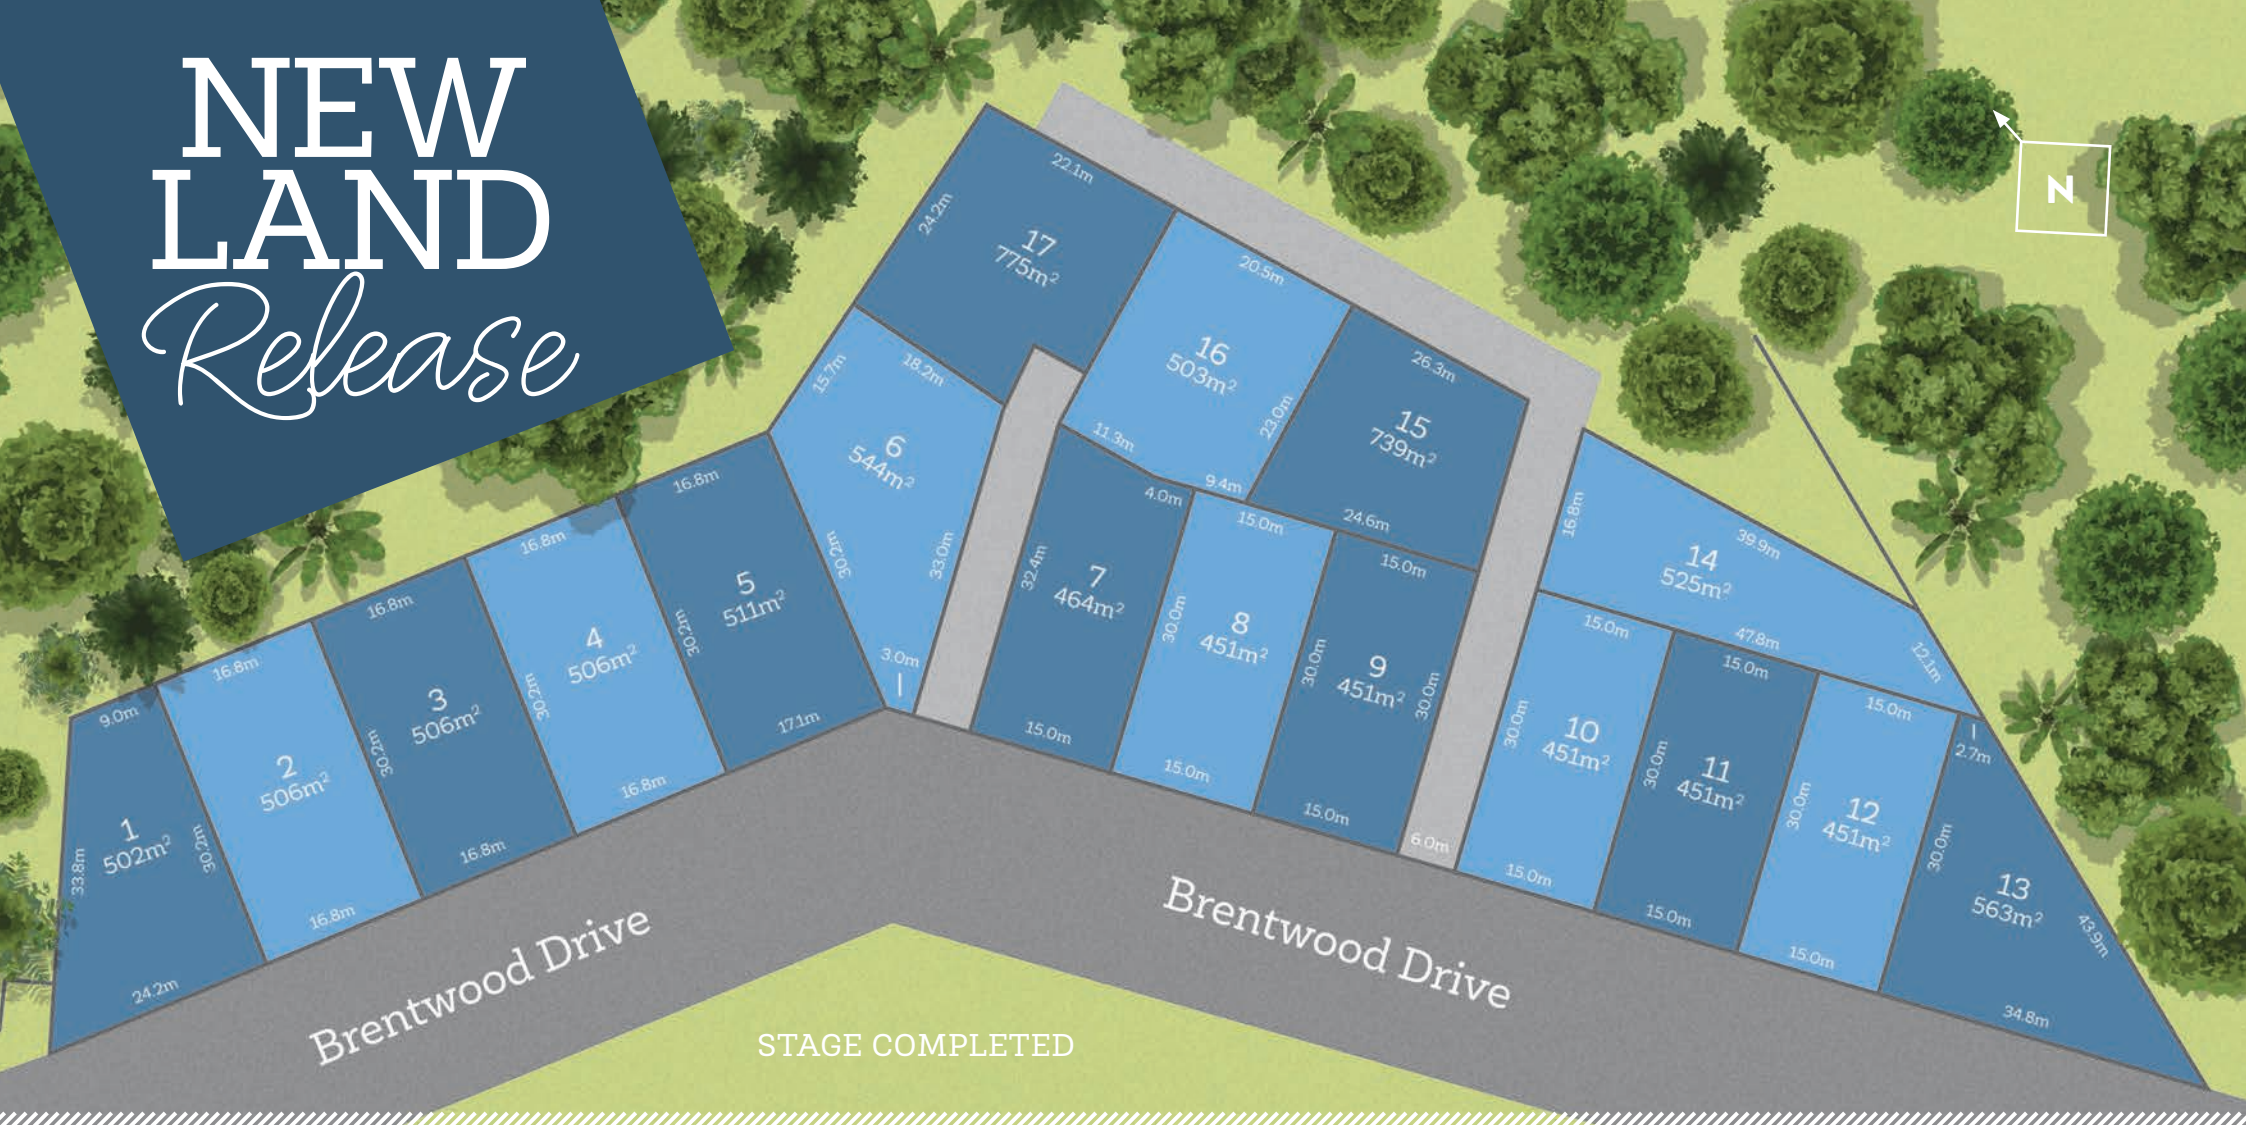 NEW
LAND
Release
N
22.1m
24.2m
17
775m²
20.5m
16
503m²
11.3m
9.4m
23.0m
26.3m
15
739m²
24.6m
15.7m
18.2m
6
544m²
30.2m
33.0m
3.0m
16.8m
5
511m²
30.2m
17.1m
16.8m
4
506m²
30.2m
16.8m
16.8m
3
506m²
30.2m
16.8m
16.8m
2
506m²
16.8m
9.0m
1
502m²
33.8m
30.2m
24.2m
4.0m
32.4m
7
464m²
30.0m
15.0m
15.0m
8
451m²
30.0m
15.0m
15.0m
9
451m²
30.0m
15.0m
6.0m
16.8m
39.9m
14
525m²
47.8m
12.1m
15.0m
10
451m²
30.0m
15.0m
15.0m
11
451m²
30.0m
15.0m
15.0m
12
451m²
30.0m
15.0m
2.7m
30.0m
13
563m²
43.9m
34.8m
Brentwood Drive
Brentwood Drive
STAGE COMPLETED